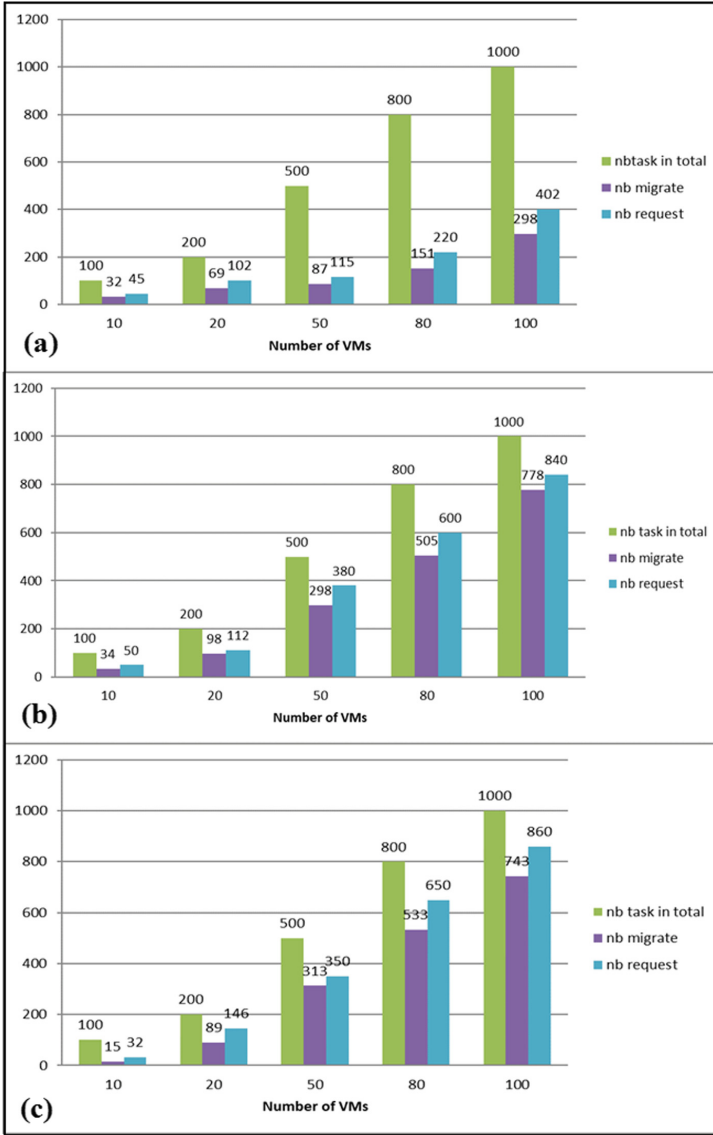 1200
1000
800
600
400
200
0
100 32 45
200 69 102
500 87 115
800 151 220
1000 298 402
10 20 50 80 100
Number of VMs
nbtask in total
nb migrate
nb request
(a)
1200
1000
800
600
400
200
0
100 34 50
200 98 112
500 298 380
800 505 600
1000 778 840
10 20 50 80 100
Number of VMs
nb task in total
nb migrate
nb request
(b)
1200
1000
800
600
400
200
0
100 15 32
200 89 146
500 313 350
800 533 650
1000 743 860
10 20 50 80 100
Number of VMs
nb task in total
nb migrate
nb request
(c)